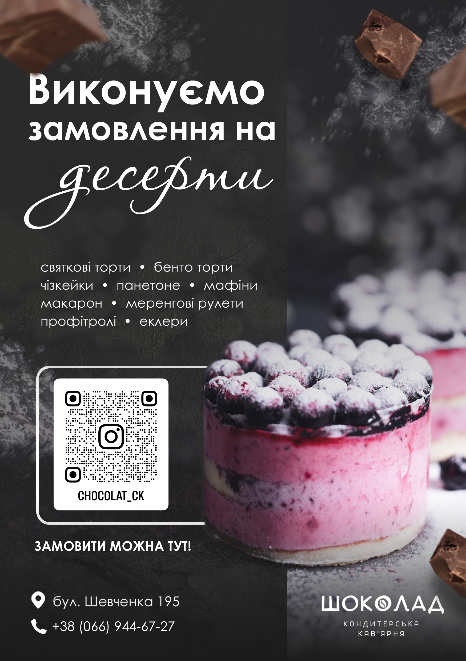 Виконуємо
замовлення на
десерти
святкові торти • бенто торти
чізкейки • панетоне • мафіни
макарон • меренгові рулети
профітролі • еклери
CHOCOLAT_CK
ЗАМОВИТИ МОЖНА ТУТ!
бул. Шевченка 195
+38 (066) 944-67-27
ШОКОЛАД
КОНДИТЕРСЬКА
КАВ'ЯРНЯ